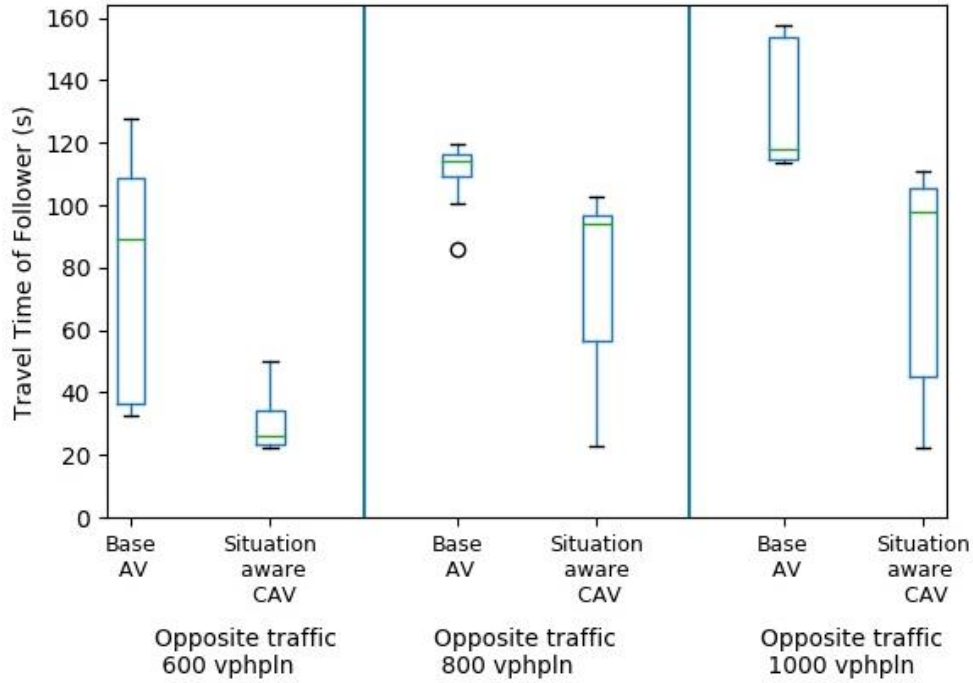 Travel Time of Follower (s)
160
140
120
100
80
60
40
20
0
Base
AV
Situation
aware
CAV
Base
AV
Situation
aware
CAV
Base
AV
Situation
aware
CAV
Opposite traffic
600 vphpln
Opposite traffic
800 vphpln
Opposite traffic
1000 vphpln